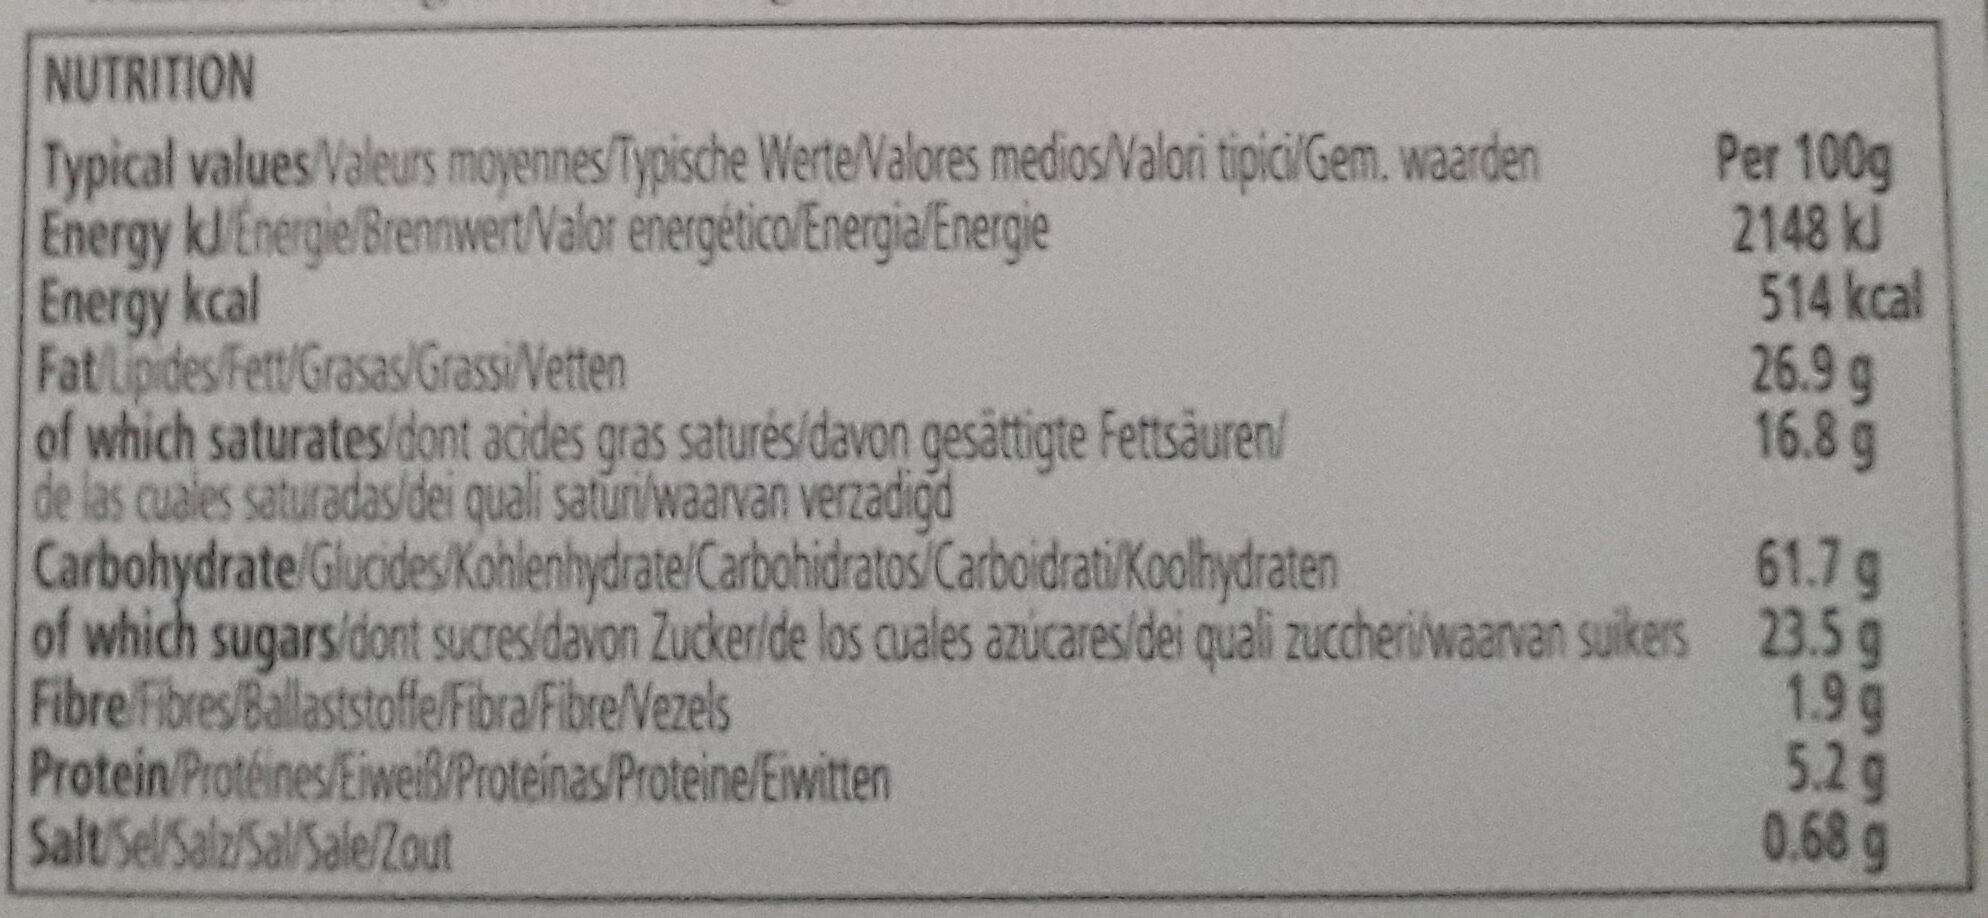 NUTRITION
Typical values/Valeurs moyennes/Typische Werte/Valores medios/Valori tipici/Gem. waarden Per 100g
Energy kJ/Énergie/Brennwert/Valor energético/Energia/Energie 2148 kJ
Energy kcal 514 kcal
Fat/Lipides/Fett/Grasas/Grassi/Vetten 26.9 g
of which saturates/dont acides gras saturés/davon gesättigte Fettsäuren/ 16.8 g
de las cuales saturadas/dei quali saturi/waarvan verzadigd
Carbohydrate/Glucides/Kohlenhydrate/Carbohidratos/Carboidrati/Koolhydraten 61.7 g
of which sugars/dont sucres/davon Zucker/de los cuales azúcares/dei quali zuccheri/waarvan suikers 23.5 g
Fibre/Fibres/Ballaststoffe/Fibra/Fibre/Vezels 1.9 g
Protein/Protéines/Eiweiß/Proteínas/Proteine/Eiwitten 5.2 g
Salt/Sel/Salz/Sal/Sale/Zout 0.68 g